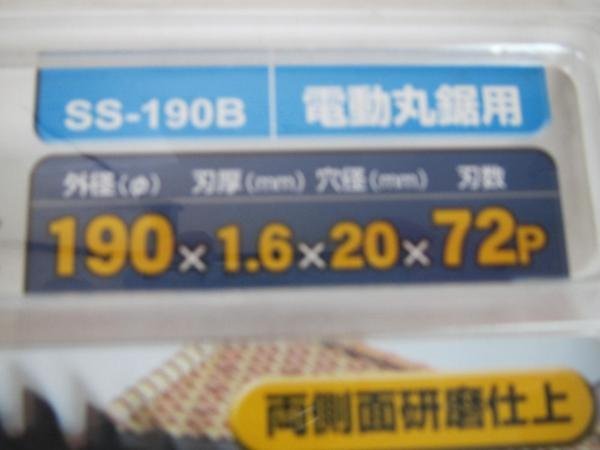 SS-190B 電動丸鋸用
外径(φ) 刃厚(mm) 穴径(mm) 刃数
190×1.6×20×72P
両側面研磨仕上